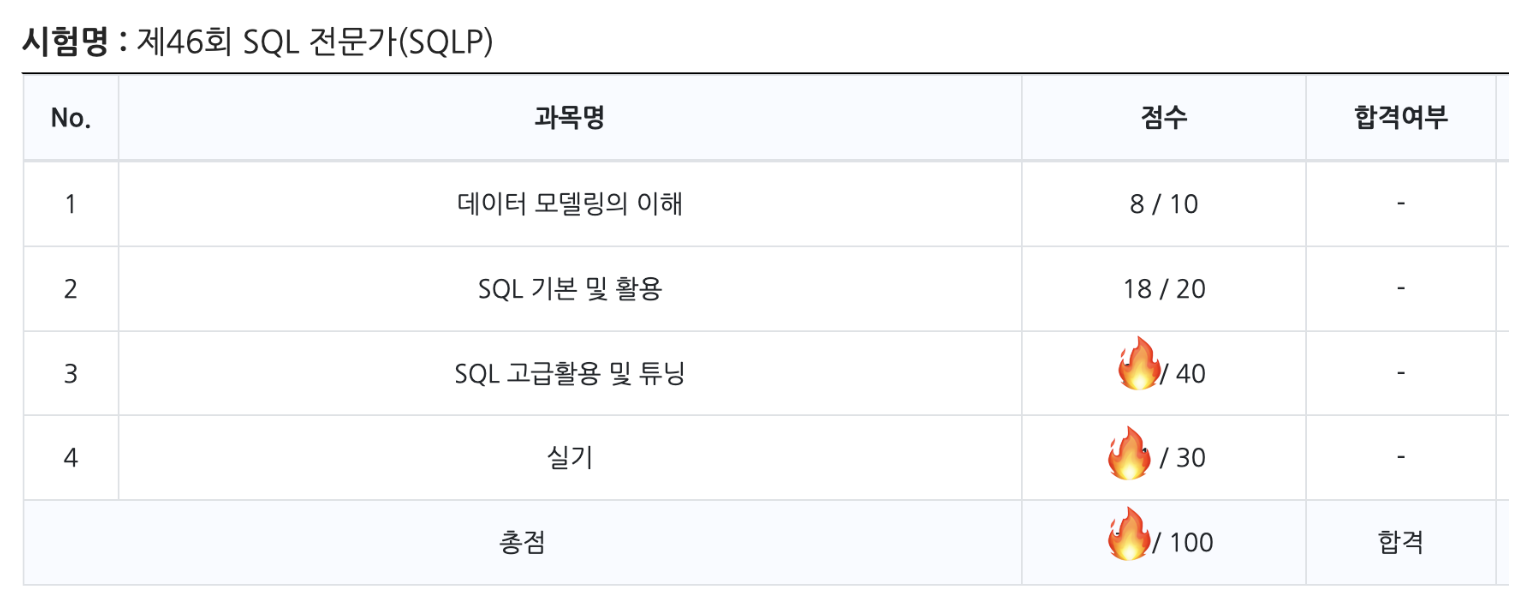 시험명 : 제46회 SQL 전문가(SQLP)
No. 과목명 점수 합격여부
1 데이터 모델링의 이해 8 / 10 -
2 SQL 기본 및 활용 18 / 20 -
3 SQL 고급활용 및 튜닝 / 40 -
4 실기 / 30 -
총점 / 100 합격